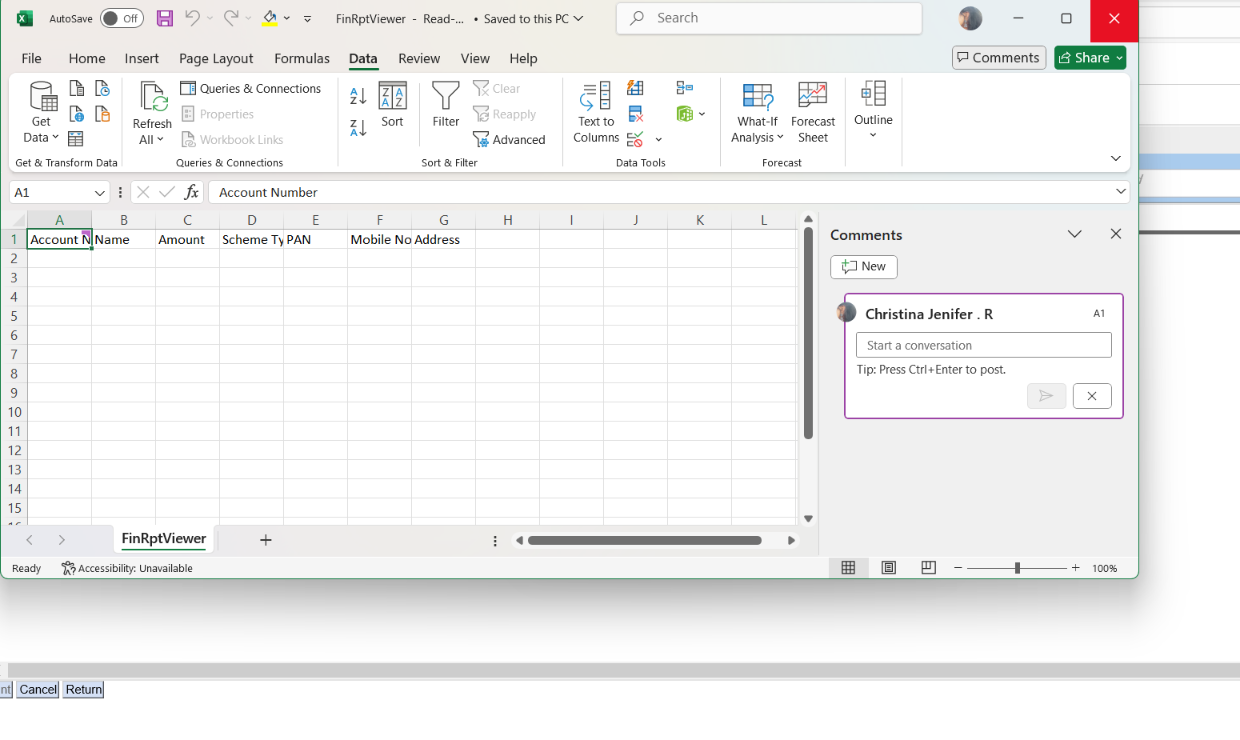 AutoSave Off FinRptViewer - Read-... • Saved to this PC Search
File Home Insert Page Layout Formulas Data Review View Help Comments Share
Get Data
Refresh All
Queries & Connections
Properties
Workbook Links
Sort
Filter
Clear
Reapply
Advanced
Text to Columns
What-If Analysis
Forecast Sheet
Outline
Get & Transform Data Queries & Connections Sort & Filter Data Tools Forecast
A1 fx Account Number
A B C D E F G H I J K L
1 Account N Name Amount Scheme Ty PAN Mobile No Address
2
3
4
5
6
7
8
9
10
11
12
13
14
15
Comments
New
Christina Jenifer . R A1
Start a conversation
Tip: Press Ctrl+Enter to post.
FinRptViewer
Ready Accessibility: Unavailable 100%
nt Cancel Return